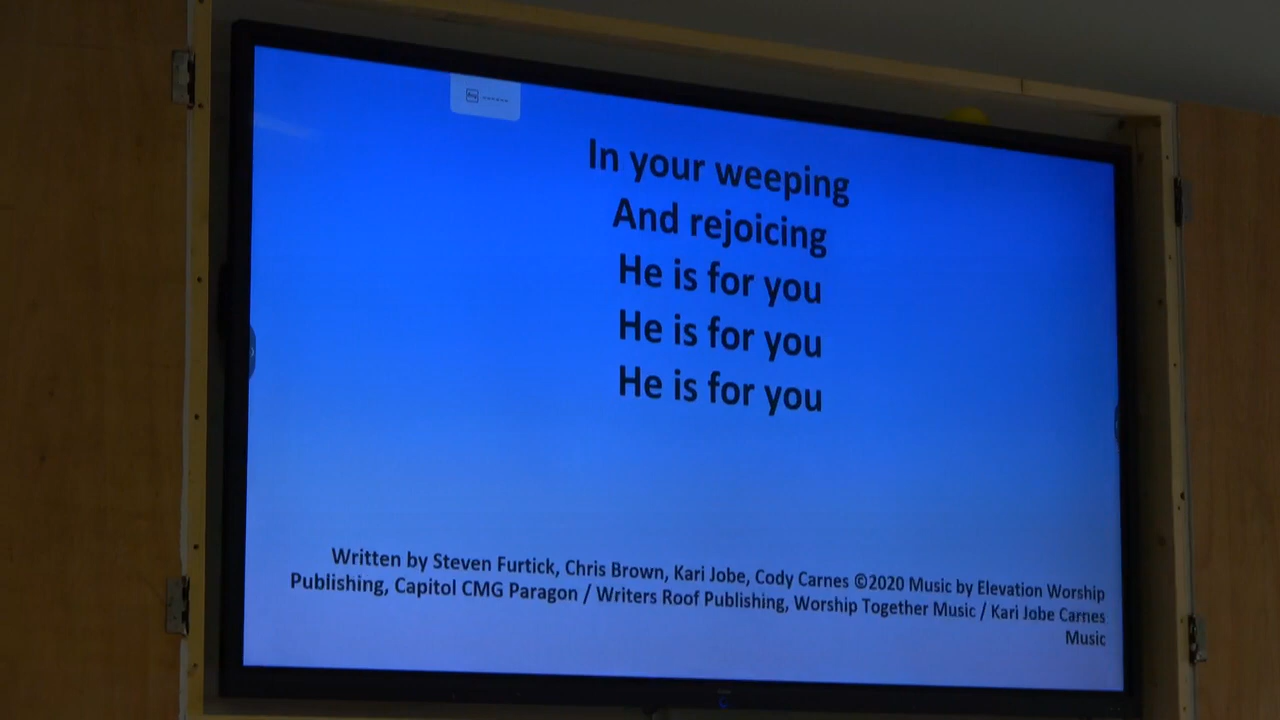 In your weeping
And rejoicing
He is for you
He is for you
He is for you
Written by Steven Furtick, Chris Brown, Kari Jobe, Cody Carnes ©2020 Music by Elevation Worship
Publishing, Capitol CMG Paragon / Writers Roof Publishing, Worship Together Music / Kari Jobe Carnes
Music